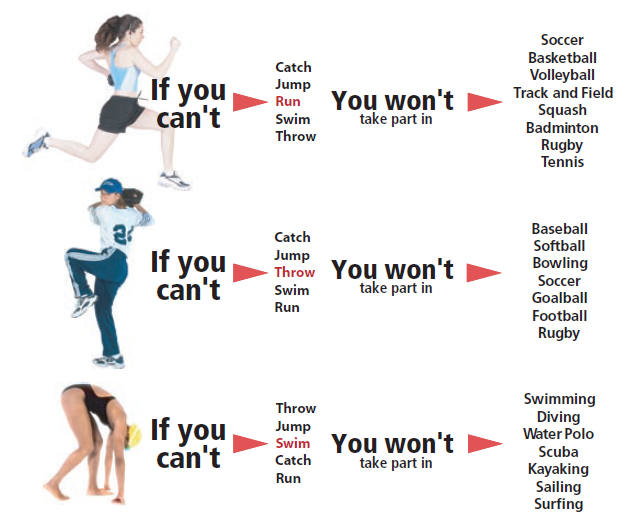 If you
can't
Catch
Jump
Run
Swim
Throw
You won't
take part in
Soccer
Basketball
Volleyball
Track and Field
Squash
Badminton
Rugby
Tennis
2
If you
can't
Catch
Jump
Throw
Swim
Run
You won't
take part in
Baseball
Softball
Bowling
Soccer
Goalball
Football
Rugby
If you
can't
Throw
Jump
Swim
Catch
Run
You won't
take part in
Swimming
Diving
Water Polo
Scuba
Kayaking
Sailing
Surfing